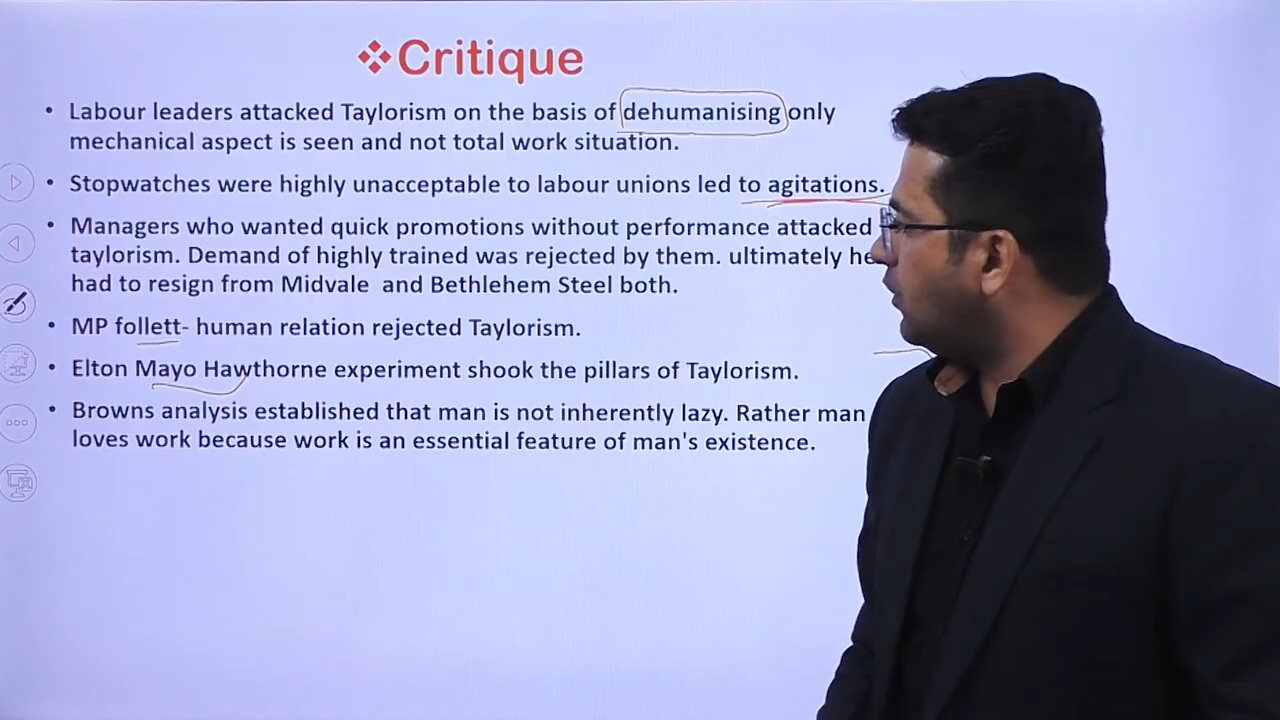 ❖Critique
• Labour leaders attacked Taylorism on the basis of dehumanising only
mechanical aspect is seen and not total work situation.
• Stopwatches were highly unacceptable to labour unions led to agitations.
• Managers who wanted quick promotions without performance attacked
taylorism. Demand of highly trained was rejected by them. ultimately he
had to resign from Midvale and Bethlehem Steel both.
• MP follett- human relation rejected Taylorism.
• Elton Mayo Hawthorne experiment shook the pillars of Taylorism.
• Browns analysis established that man is not inherently lazy. Rather man
loves work because work is an essential feature of man's existence.